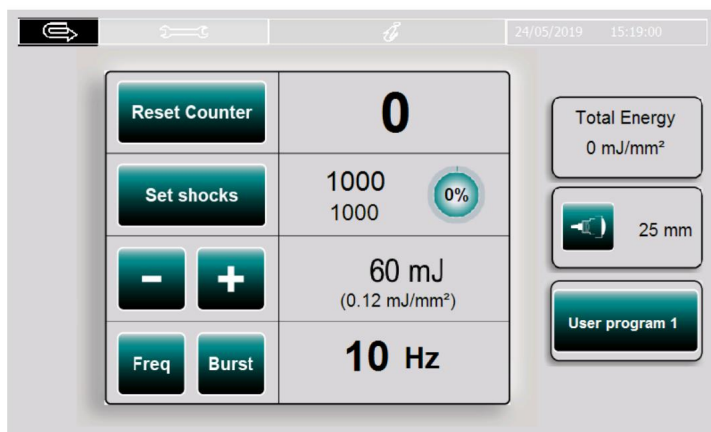 24/05/2019 15:19:00
Reset Counter
0
Set shocks
1000
1000
0%
- +
60 mJ
(0.12 mJ/mm²)
Freq Burst
10 Hz
Total Energy
0 mJ/mm²
25 mm
User program 1